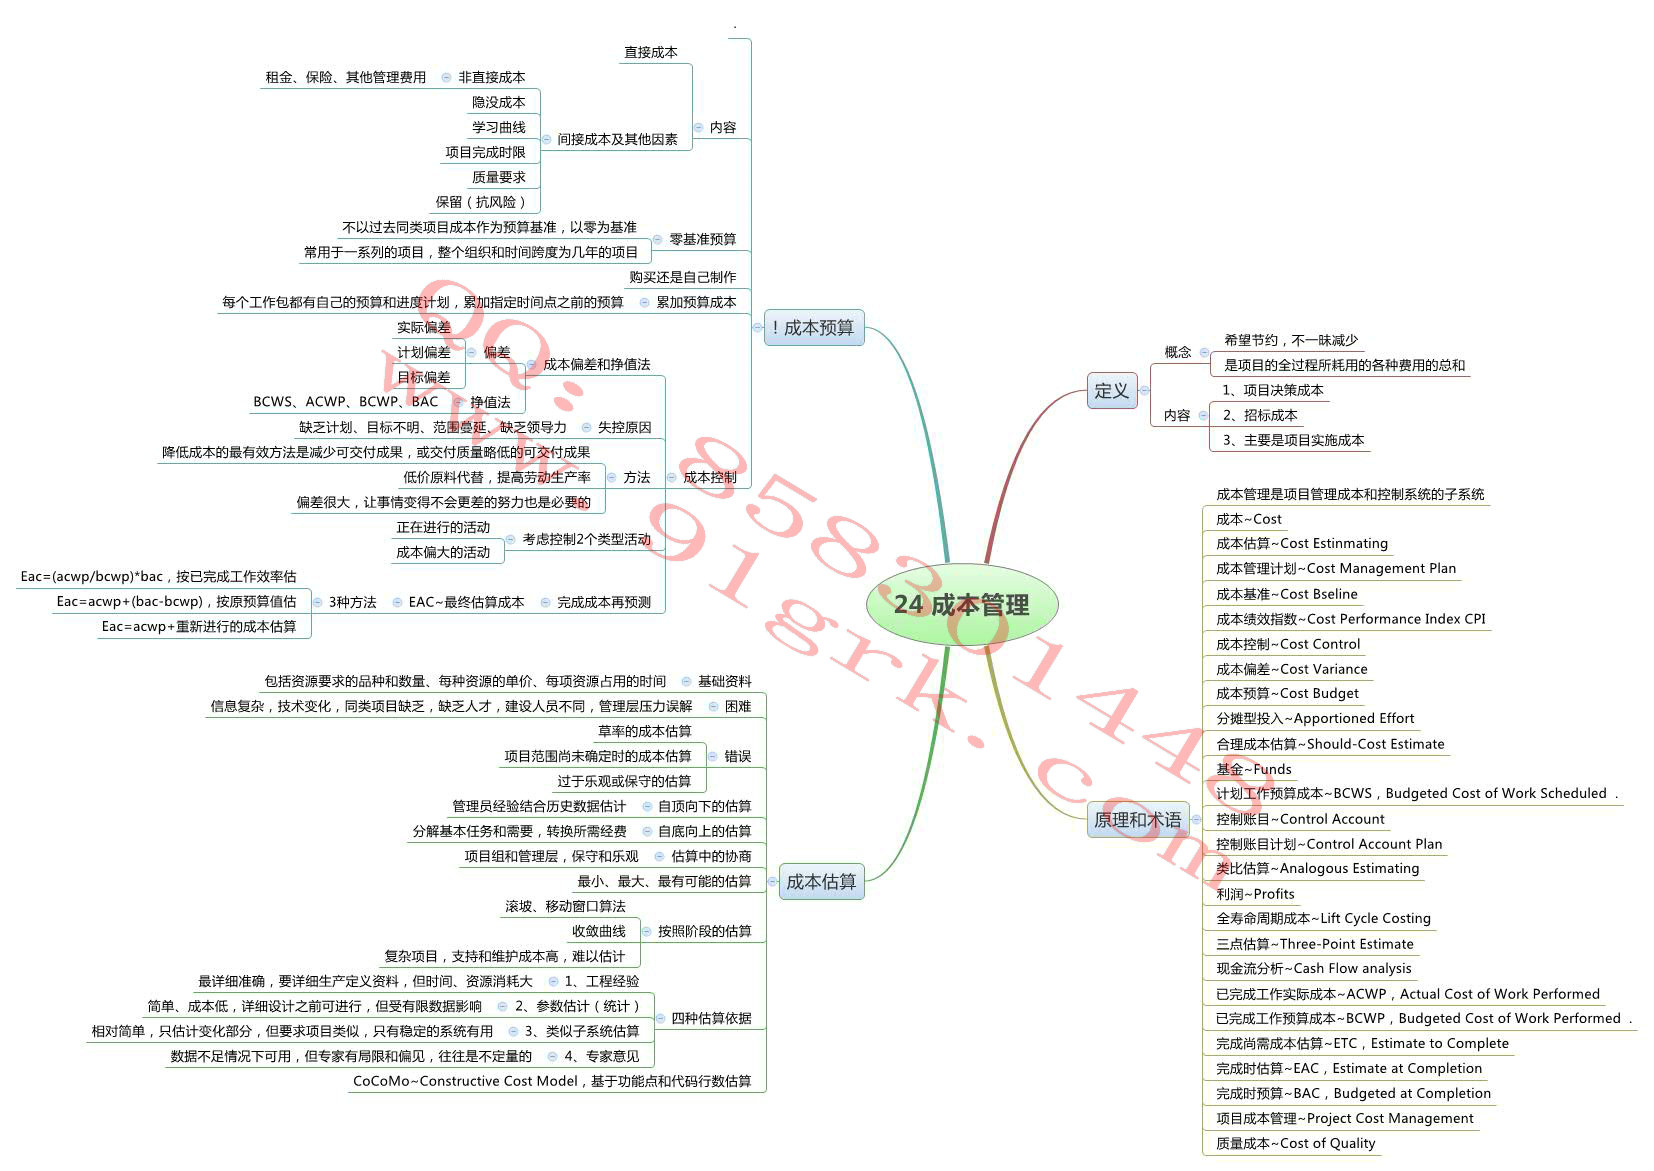 24 成本管理
定义
概念
希望节约，不一昧减少
是项目的全过程所耗用的各种费用的总和
内容
1、项目决策成本
2、招标成本
3、主要是项目实施成本
原理和术语
成本管理是项目管理成本和控制系统的子系统
成本~Cost
成本估算~Cost Estinmating
成本管理计划~Cost Management Plan
成本基准~Cost Bseline
成本绩效指数~Cost Performance Index CPI
成本控制~Cost Control
成本偏差~Cost Variance
成本预算~Cost Budget
分摊型投入~Apportioned Effort
合理成本估算~Should-Cost Estimate
基金~Funds
计划工作预算成本~BCWS，Budgeted Cost of Work Scheduled .
控制账目~Control Account
控制账目计划~Control Account Plan
类比估算~Analogous Estimating
利润~Profits
全寿命周期成本~Lift Cycle Costing
三点估算~Three-Point Estimate
现金流分析~Cash Flow analysis
已完成工作实际成本~ACWP，Actual Cost of Work Performed
已完成工作预算成本~BCWP，Budgeted Cost of Work Performed .
完成尚需成本估算~ETC，Estimate to Complete
完成时估算~EAC，Estimate at Completion
完成时预算~BAC，Budgeted at Completion
项目成本管理~Project Cost Management
质量成本~Cost of Quality
！成本预算
.
内容
直接成本
间接成本及其他因素
非直接成本
租金、保险、其他管理费用
隐没成本
学习曲线
项目完成时限
质量要求
保留（抗风险）
零基准预算
不以过去同类项目成本作为预算基准，以零为基准
常用于一系列的项目，整个组织和时间跨度为几年的项目
购买还是自己制作
累加预算成本
每个工作包都有自己的预算和进度计划，累加指定时间点之前的预算
成本控制
成本偏差和挣值法
偏差
实际偏差
计划偏差
目标偏差
挣值法
BCWS、ACWP、BCWP、BAC
失控原因
缺乏计划、目标不明、范围蔓延、缺乏领导力
方法
降低成本的最有效方法是减少可交付成果，或交付质量略低的可交付成果
低价原料代替，提高劳动生产率
偏差很大，让事情变得不会更差的努力也是必要的
考虑控制2个类型活动
正在进行的活动
成本偏大的活动
完成成本再预测
EAC~最终估算成本
3种方法
Eac=(acwp/bcwp)*bac，按已完成工作效率估
Eac=acwp+(bac-bcwp)，按原预算值估
Eac=acwp+重新进行的成本估算
成本估算
基础资料
包括资源要求的品种和数量、每种资源的单价、每项资源占用的时间
困难
信息复杂，技术变化，同类项目缺乏，缺乏人才，建设人员不同，管理层压力误解
错误
草率的成本估算
项目范围尚未确定时的成本估算
过于乐观或保守的估算
自顶向下的估算
管理员经验结合历史数据估计
自底向上的估算
分解基本任务和需要，转换所需经费
估算中的协商
项目组和管理层，保守和乐观
最小、最大、最有可能的估算
按照阶段的估算
滚坡、移动窗口算法
收敛曲线
复杂项目，支持和维护成本高，难以估计
四种估算依据
1、工程经验
最详细准确，要详细生产定义资料，但时间、资源消耗大
2、参数估计（统计）
简单、成本低，详细设计之前可进行，但受有限数据影响
3、类似子系统估算
相对简单，只估计变化部分，但要求项目类似，只有稳定的系统有用
4、专家意见
数据不足情况下可用，但专家有局限和偏见，往往是不定量的
CoCoMo~Constructive Cost Model，基于功能点和代码行数估算
QQ: 858301448
www.91grk.com